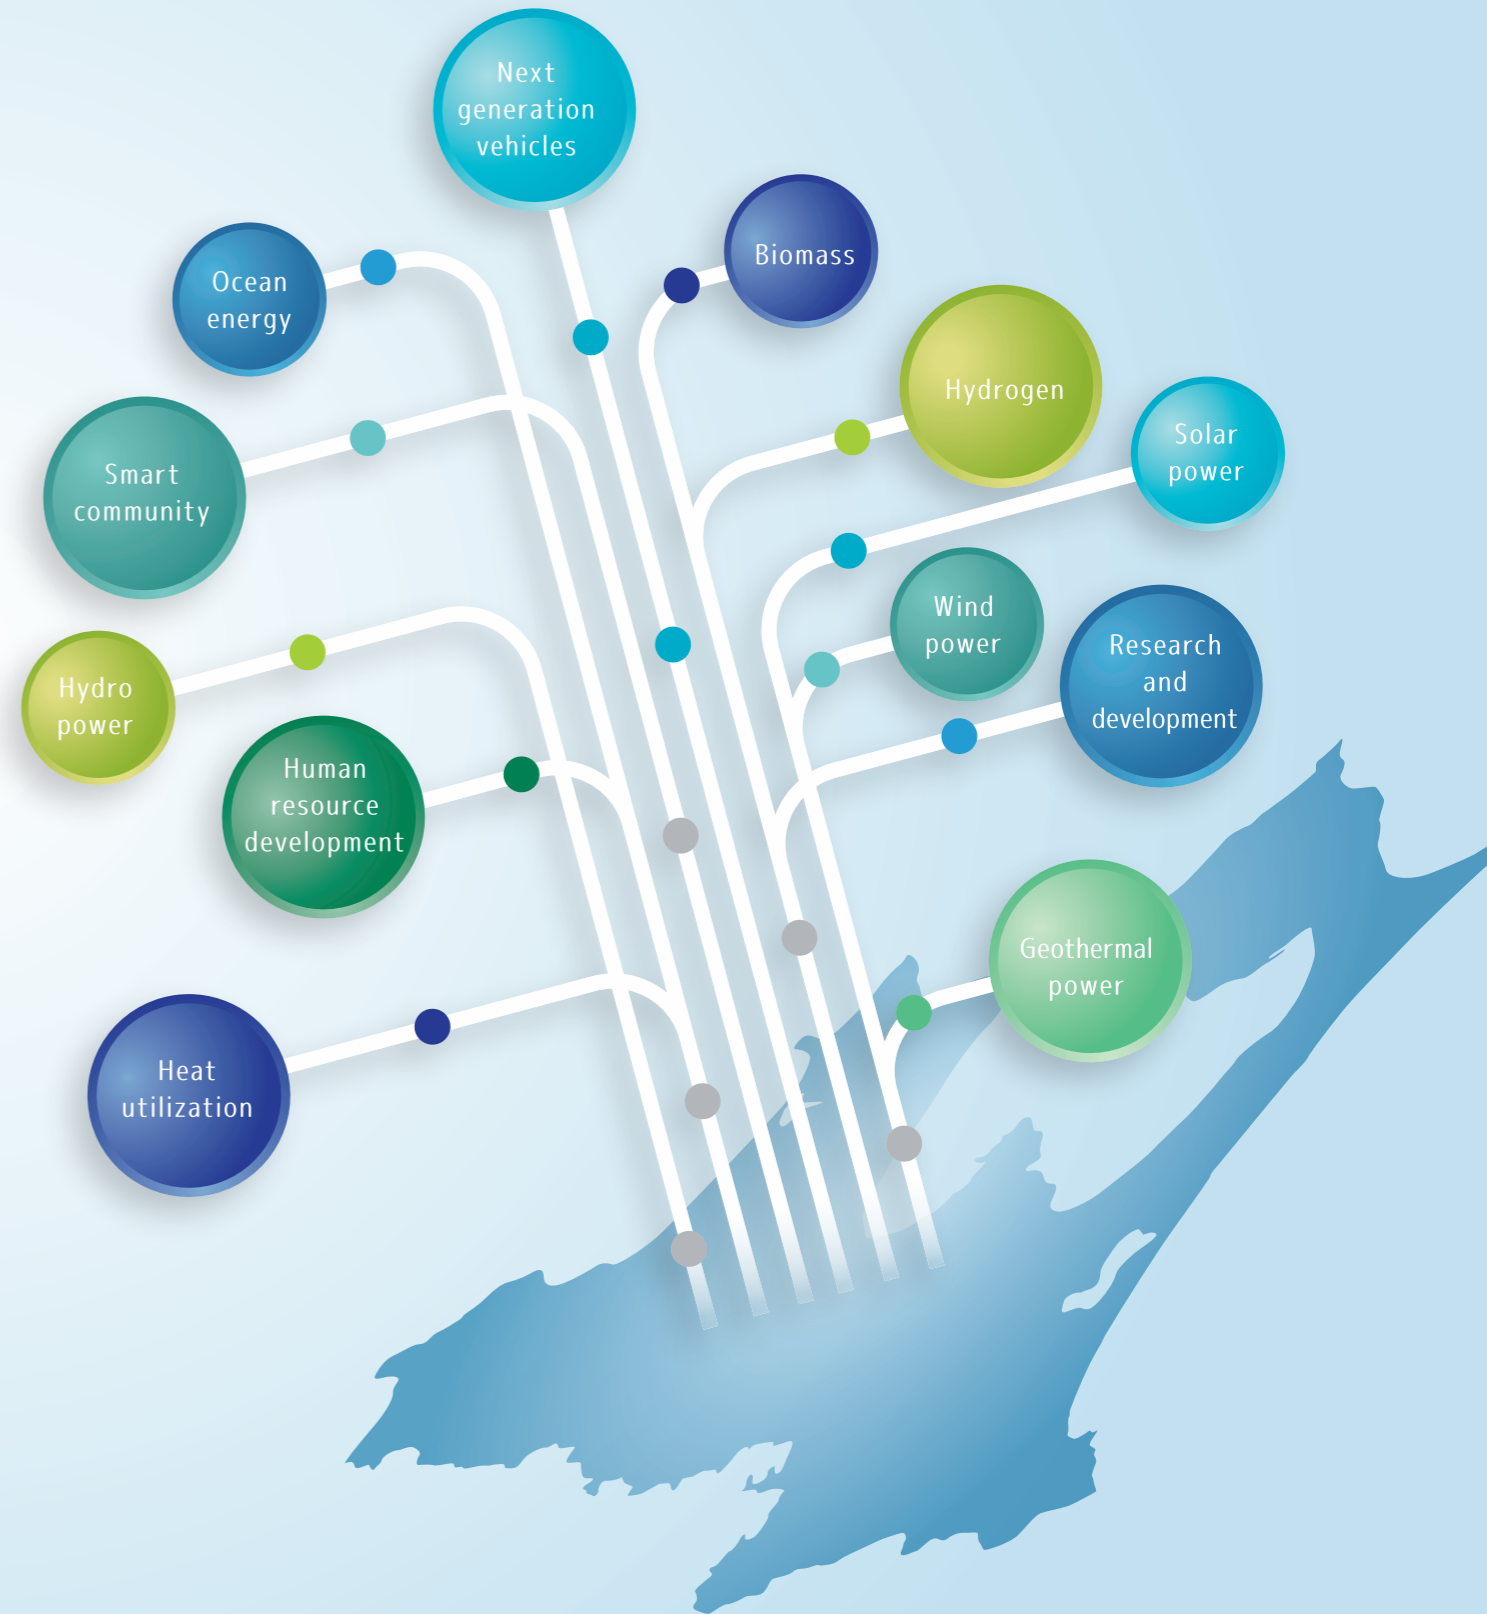 Next
generation
vehicles
Biomass
Ocean
energy
Hydrogen
Solar
power
Smart
community
Wind
power
Research
and
development
Hydro
power
Human
resource
development
Geothermal
power
Heat
utilization